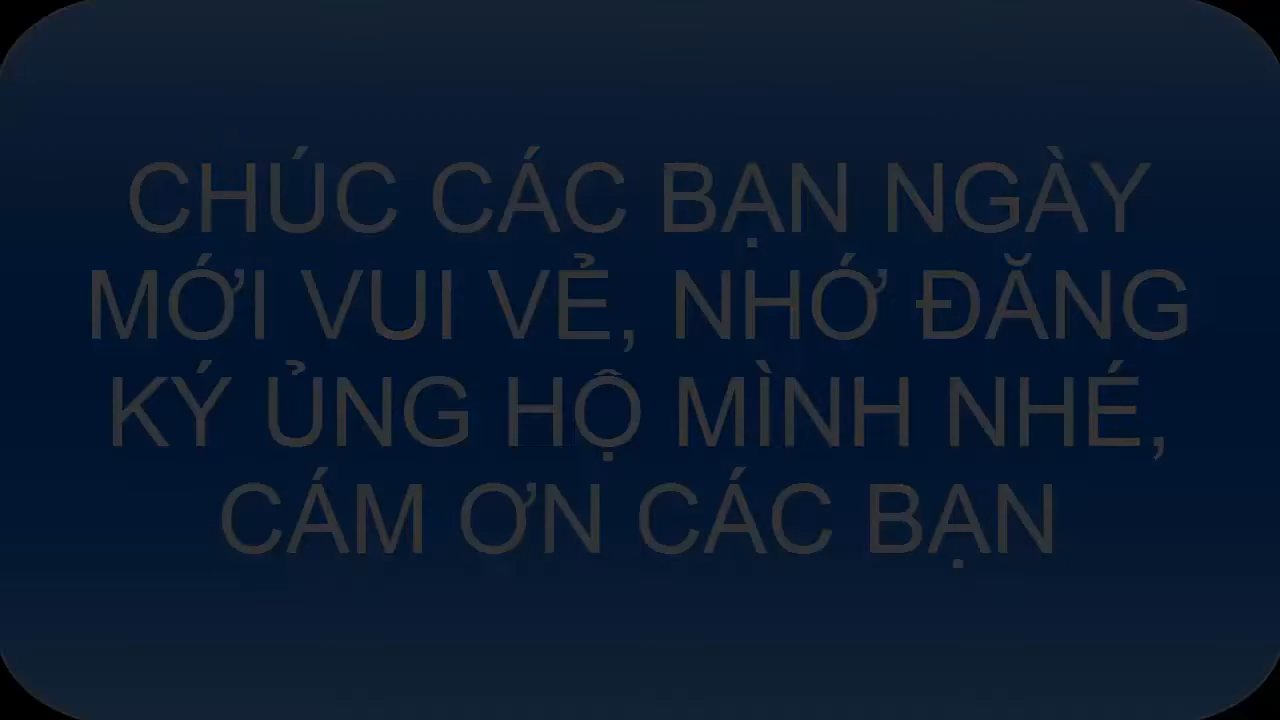 CHÚC CÁC BẠN NGÀY
MỚI VUI VẺ, NHỚ ĐĂNG
KÝ ỦNG HỘ MÌNH NHÉ,
CÁM ƠN CÁC BẠN